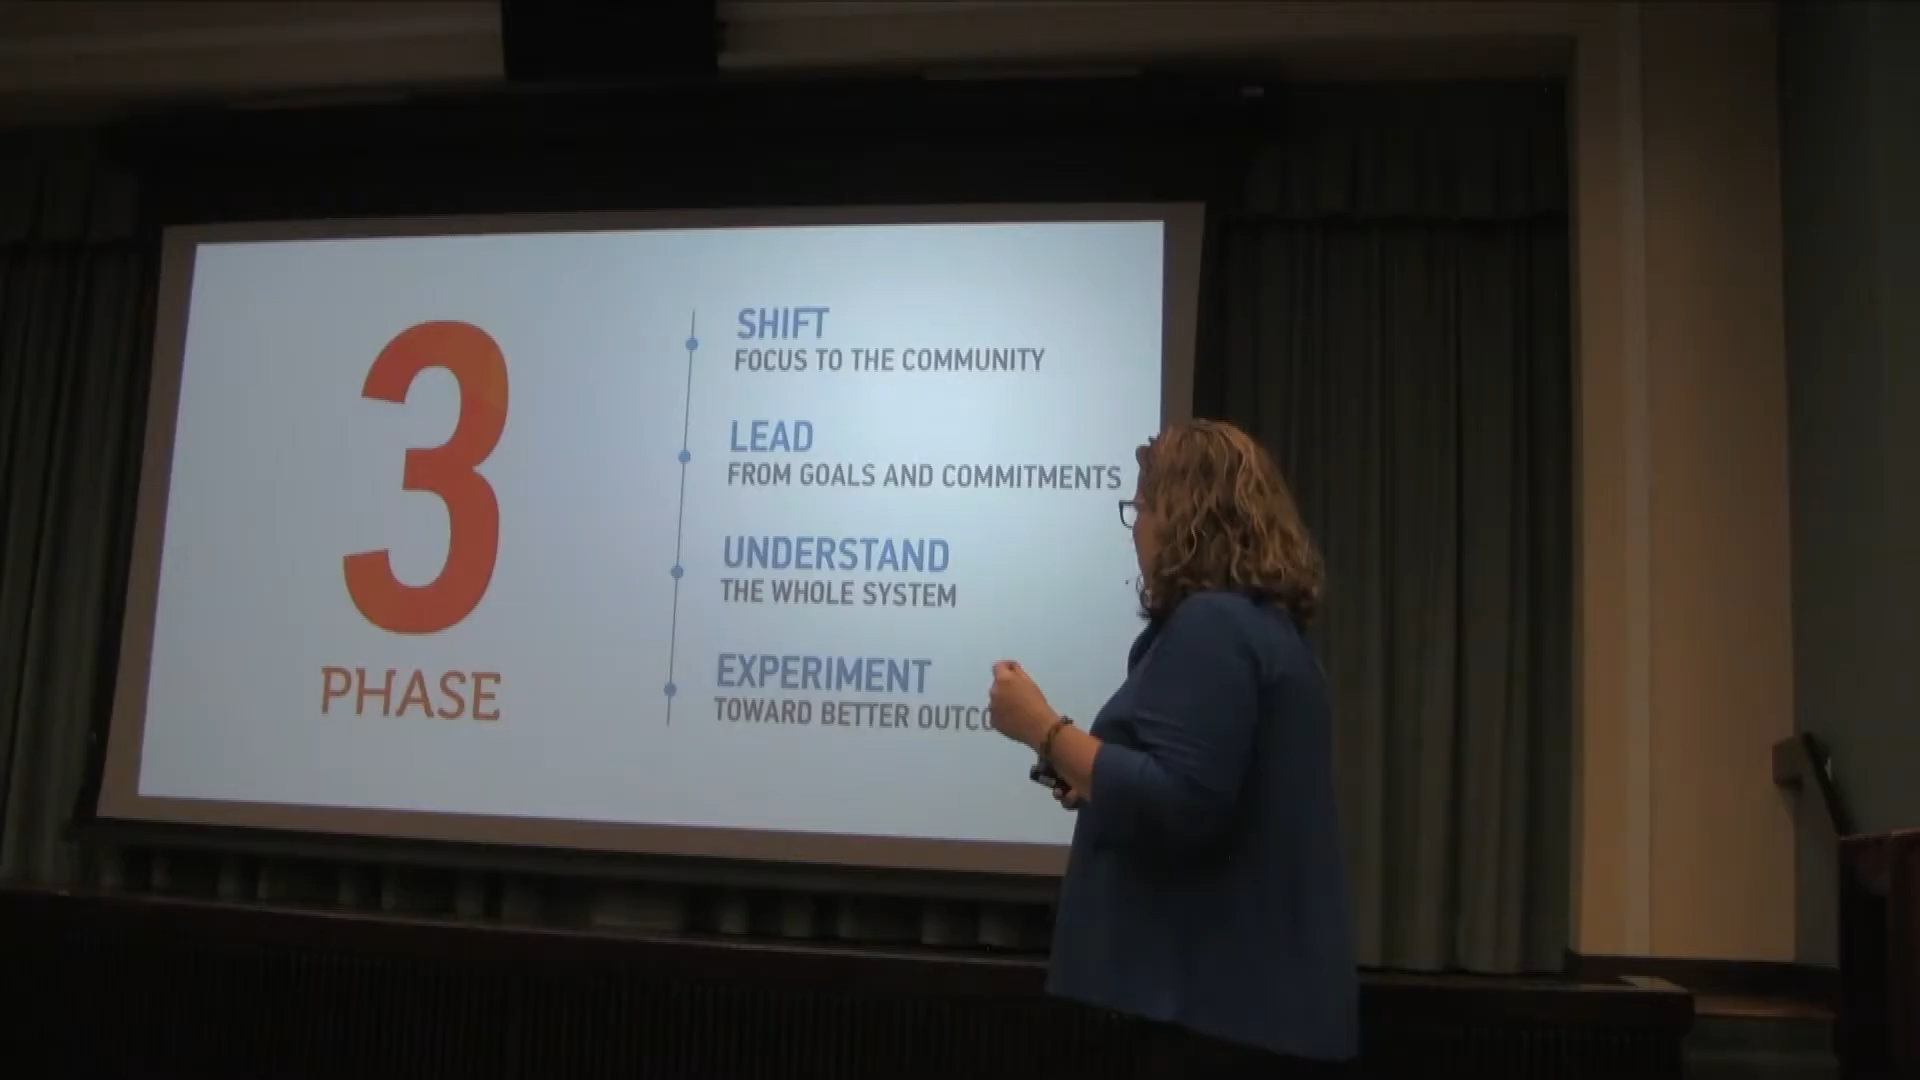 3
PHASE
SHIFT
FOCUS TO THE COMMUNITY
LEAD
FROM GOALS AND COMMITMENTS
UNDERSTAND
THE WHOLE SYSTEM
EXPERIMENT
TOWARD BETTER